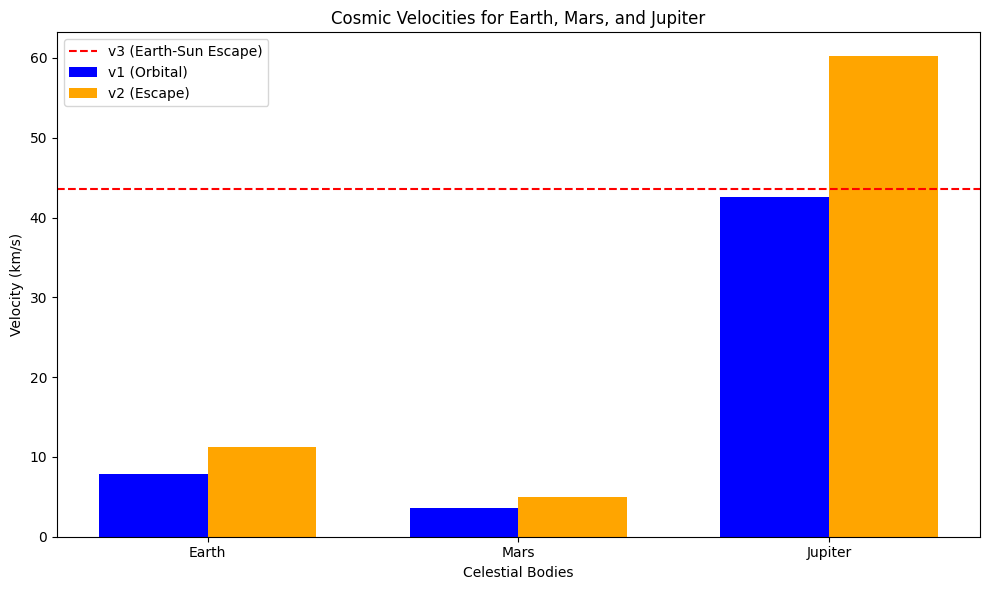 Cosmic Velocities for Earth, Mars, and Jupiter
v3 (Earth-Sun Escape)
v1 (Orbital)
v2 (Escape)
Velocity (km/s)
60
50
40
30
20
10
0
Earth Mars Jupiter
Celestial Bodies